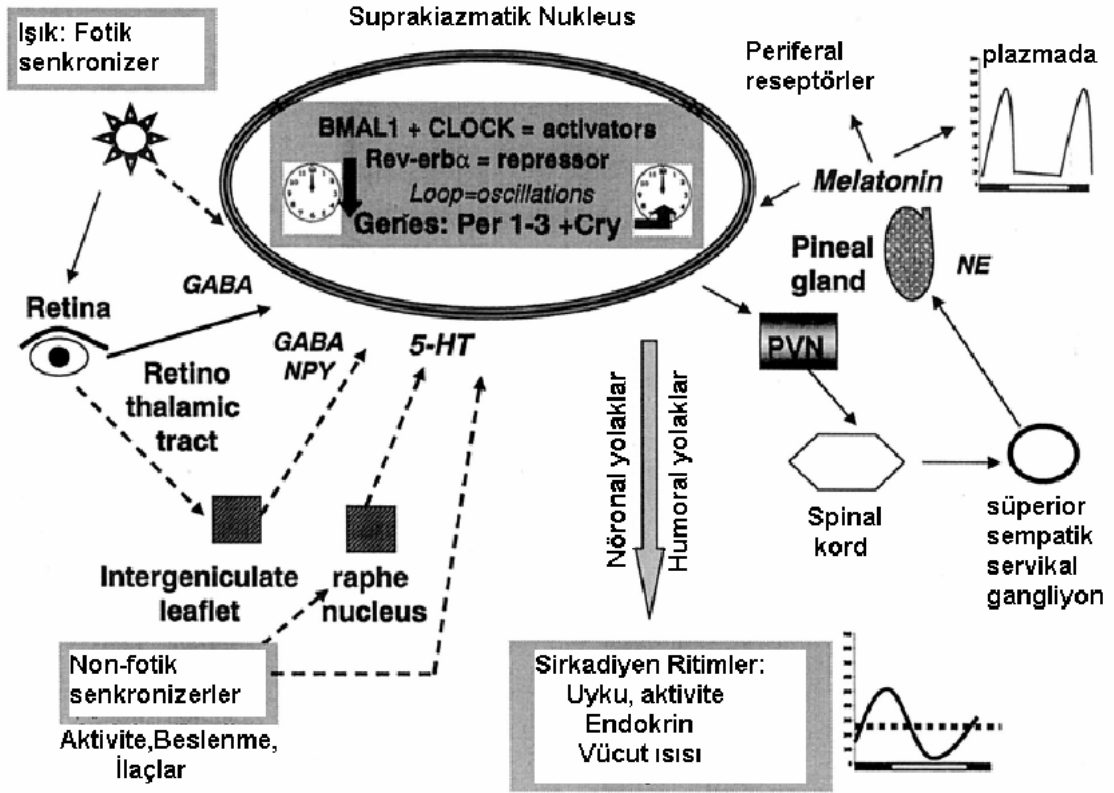 Suprakiazmatik Nukleus
Işık: Fotik
senkronizer
Periferal
reseptörler
plazmada
BMAL1 + CLOCK = activators
Rev-erbα = repressor
Loop=oscillations
Genes: Per 1-3 +Cry
Melatonin
Pineal
gland
NE
Retina
GABA
GABA
NPY
5-HT
PVN
Retino
thalamic
tract
Nöronal yolaklar
Humoral yolaklar
Spinal
kord
süperior
sempatik
servikal
gangliyon
Intergeniculate
leaflet
raphe
nucleus
Non-fotik
senkronizerler
Aktivite,Beslenme,
İlaçlar
Sirkadiyen Ritimler:
Uyku, aktivite
Endokrin
Vücut ısısı